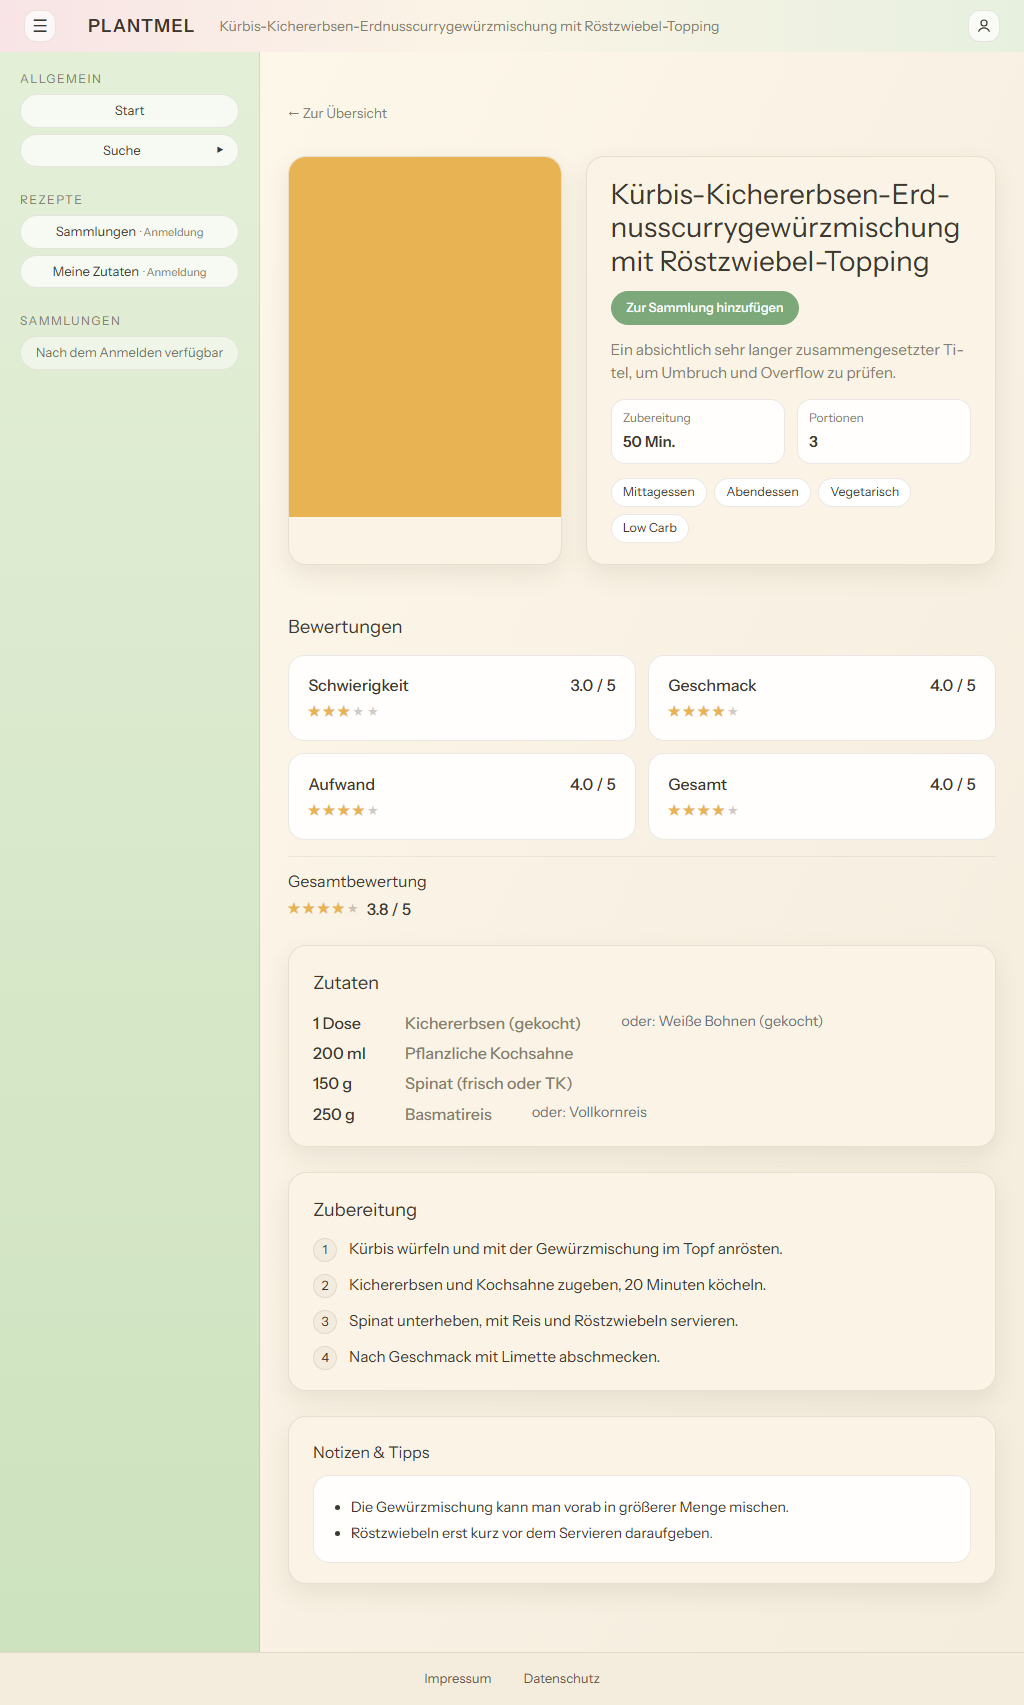 ☰ PLANTMEL Kürbis-Kichererbsen-Erdnusscurrygewürzmischung mit Röstzwiebel-Topping
ALLGEMEIN
Start
Suche ▸
REZEPTE
Sammlungen · Anmeldung
Meine Zutaten · Anmeldung
SAMMLUNGEN
Nach dem Anmelden verfügbar
← Zur Übersicht
Kürbis-Kichererbsen-Erd-
nusscurrygewürzmischung
mit Röstzwiebel-Topping
Zur Sammlung hinzufügen
Ein absichtlich sehr langer zusammengesetzter Ti-
tel, um Umbruch und Overflow zu prüfen.
Zubereitung
50 Min.
Portionen
3
Mittagessen Abendessen Vegetarisch
Low Carb
Bewertungen
Schwierigkeit 3.0 / 5
★★★★★
Geschmack 4.0 / 5
★★★★★
Aufwand 4.0 / 5
★★★★★
Gesamt 4.0 / 5
★★★★★
Gesamtbewertung
★★★★★ 3.8 / 5
Zutaten
1 Dose Kichererbsen (gekocht) oder: Weiße Bohnen (gekocht)
200 ml Pflanzliche Kochsahne
150 g Spinat (frisch oder TK)
250 g Basmatireis oder: Vollkornreis
Zubereitung
1 Kürbis würfeln und mit der Gewürzmischung im Topf anrösten.
2 Kichererbsen und Kochsahne zugeben, 20 Minuten köcheln.
3 Spinat unterheben, mit Reis und Röstzwiebeln servieren.
4 Nach Geschmack mit Limette abschmecken.
Notizen & Tipps
• Die Gewürzmischung kann man vorab in größerer Menge mischen.
• Röstzwiebeln erst kurz vor dem Servieren daraufgeben.
Impressum Datenschutz